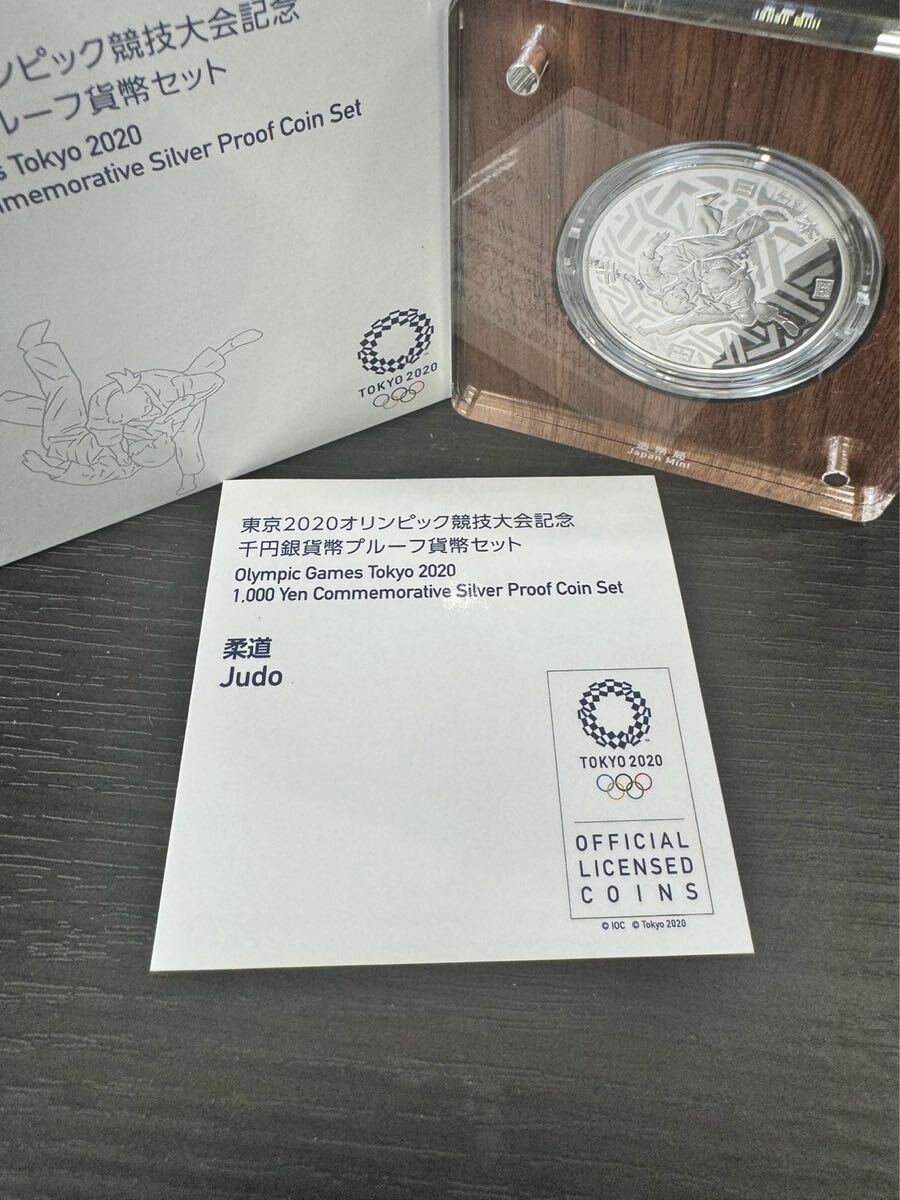 ンピック競技大会記念
ルーフ貨幣セット
Tokyo 2020
Silver Proof Coin Set
TOKYO 2020
日本
千
円
造幣局
Japan Mint
東京2020オリンピック競技大会記念
千円銀貨幣プルーフ貨幣セット
Olympic Games Tokyo 2020
1,000 Yen Commemorative Silver Proof Coin Set
柔道
Judo
TOKYO 2020
OFFICIAL
LICENSED
COINS
© IOC © Tokyo 2020